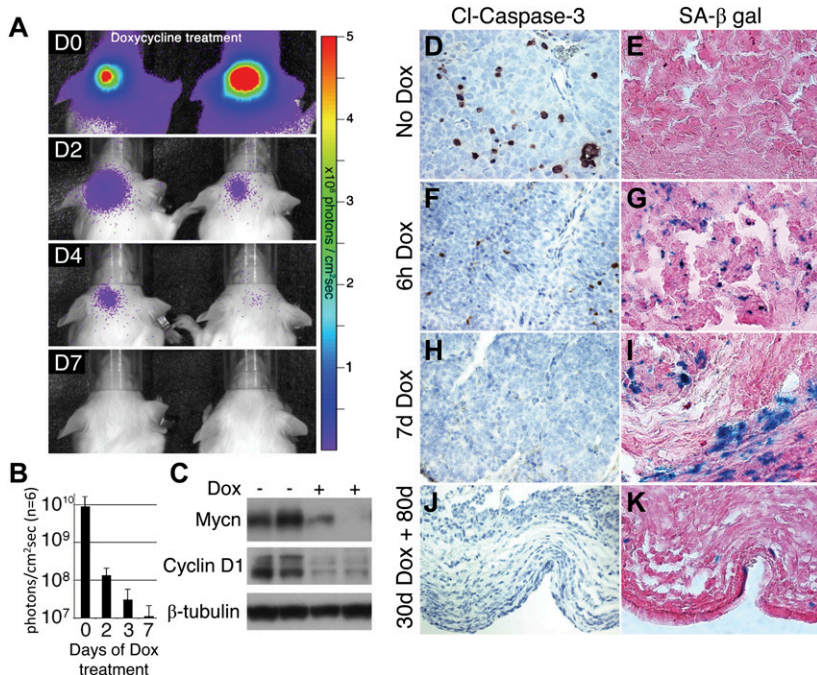 A
D0
Doxycycline treatment
D2
D4
D7
5
4
3
2
1
x10⁸ photons / cm²sec
B
photons/cm²sec (n=6)
10¹⁰
10⁹
10⁸
10⁷
0 2 3 7
Days of Dox
treatment
C
Dox - - + +
Mycn
Cyclin D1
β-tubulin
Cl-Caspase-3 SA-β gal
No Dox
D E
6h Dox
F G
7d Dox
H I
30d Dox + 80d
J K